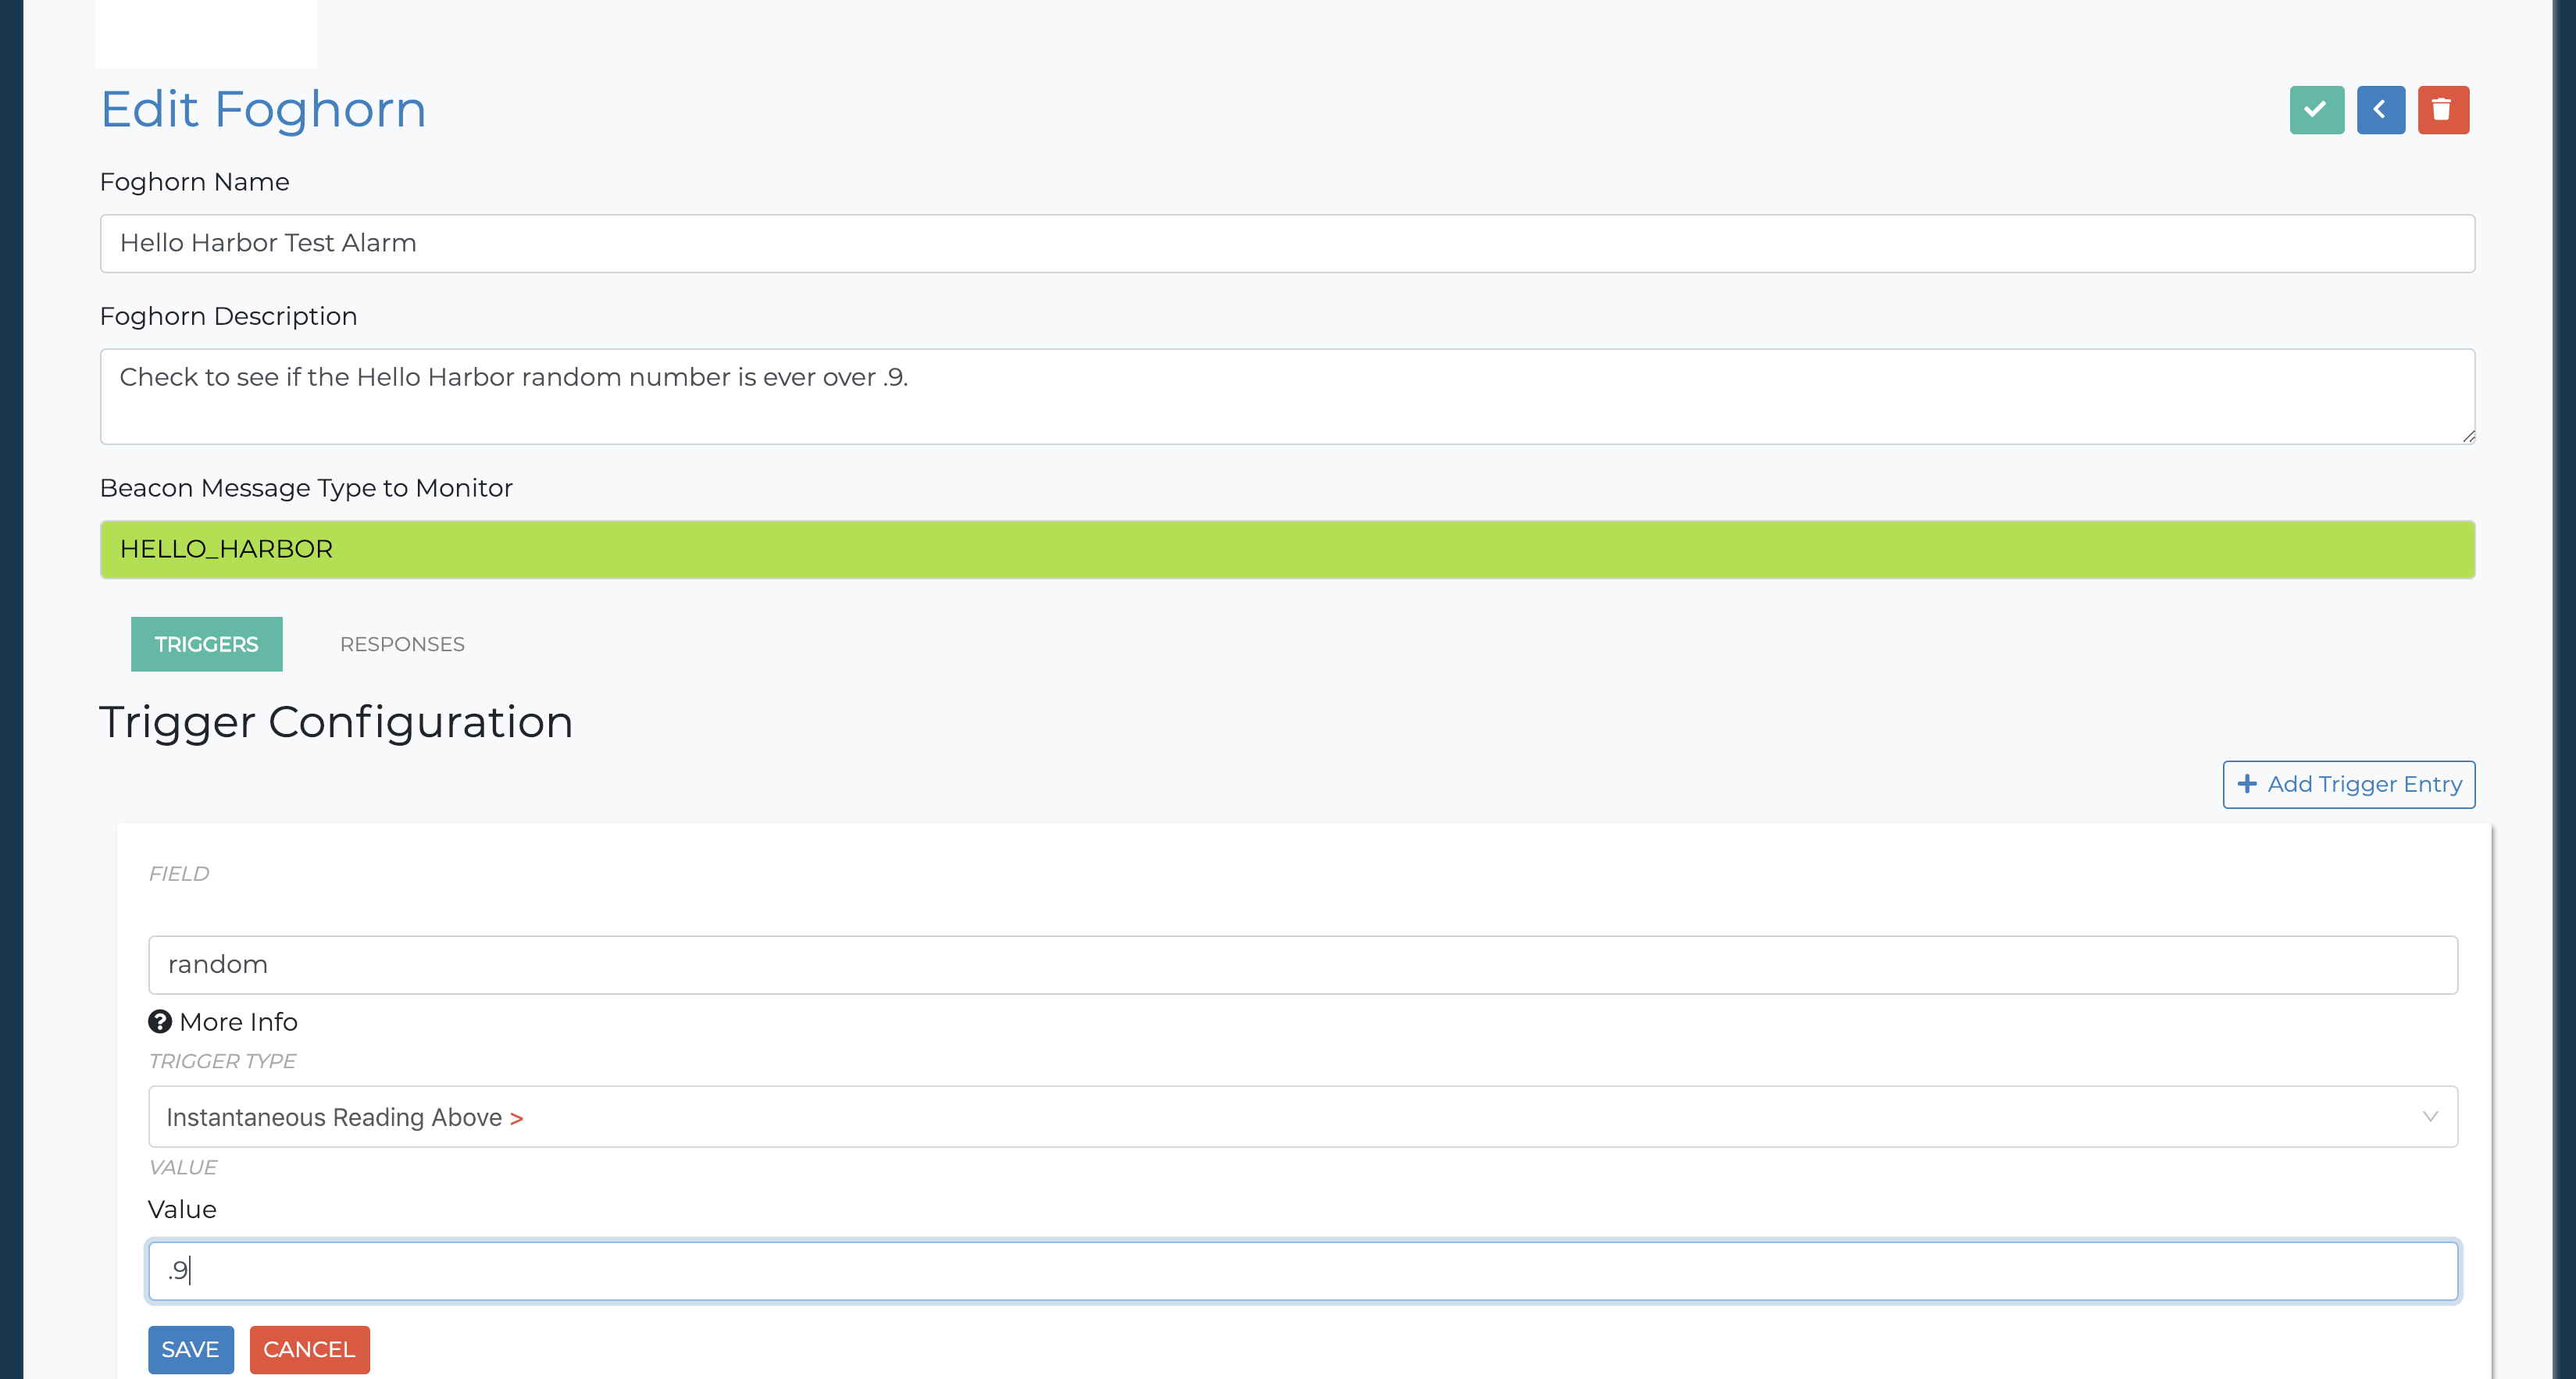 Edit Foghorn
Foghorn Name
Hello Harbor Test Alarm
Foghorn Description
Check to see if the Hello Harbor random number is ever over .9.
Beacon Message Type to Monitor
HELLO_HARBOR
TRIGGERS RESPONSES
Trigger Configuration
+ Add Trigger Entry
FIELD
random
? More Info
TRIGGER TYPE
Instantaneous Reading Above >
VALUE
Value
.9
SAVE CANCEL